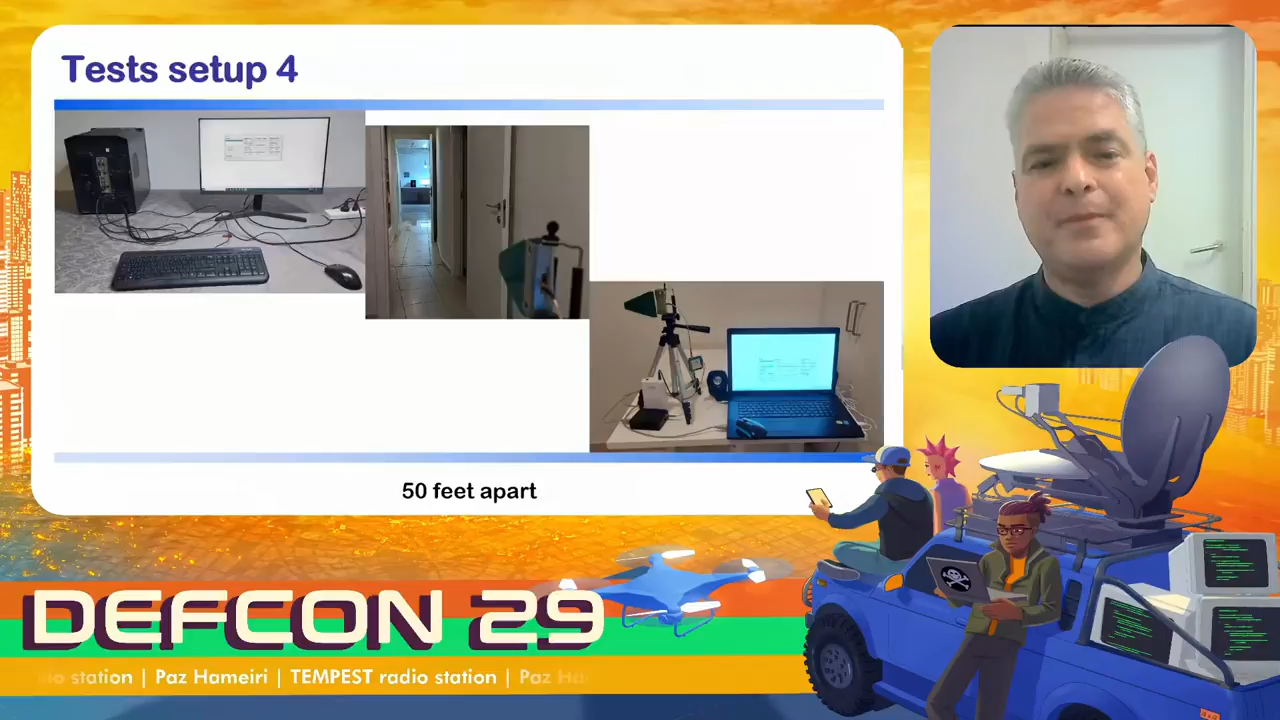 Tests setup 4
50 feet apart
DEFCON 29
io station | Paz Hameiri | TEMPEST radio station | Paz Ha